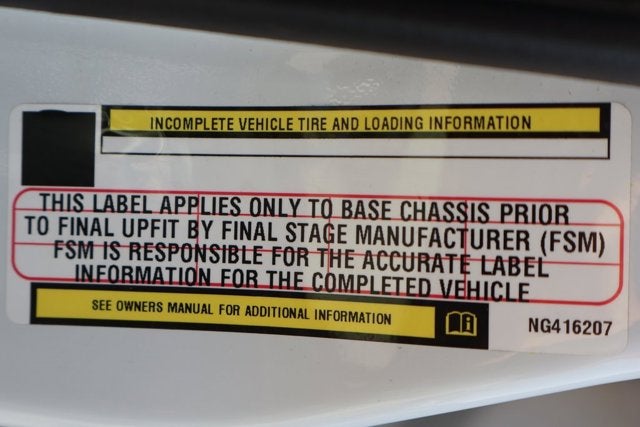 INCOMPLETE VEHICLE TIRE AND LOADING INFORMATION
THIS LABEL APPLIES ONLY TO BASE CHASSIS PRIOR
TO FINAL UPFIT BY FINAL STAGE MANUFACTURER (FSM)
FSM IS RESPONSIBLE FOR THE ACCURATE LABEL
INFORMATION FOR THE COMPLETED VEHICLE
SEE OWNERS MANUAL FOR ADDITIONAL INFORMATION
NG416207